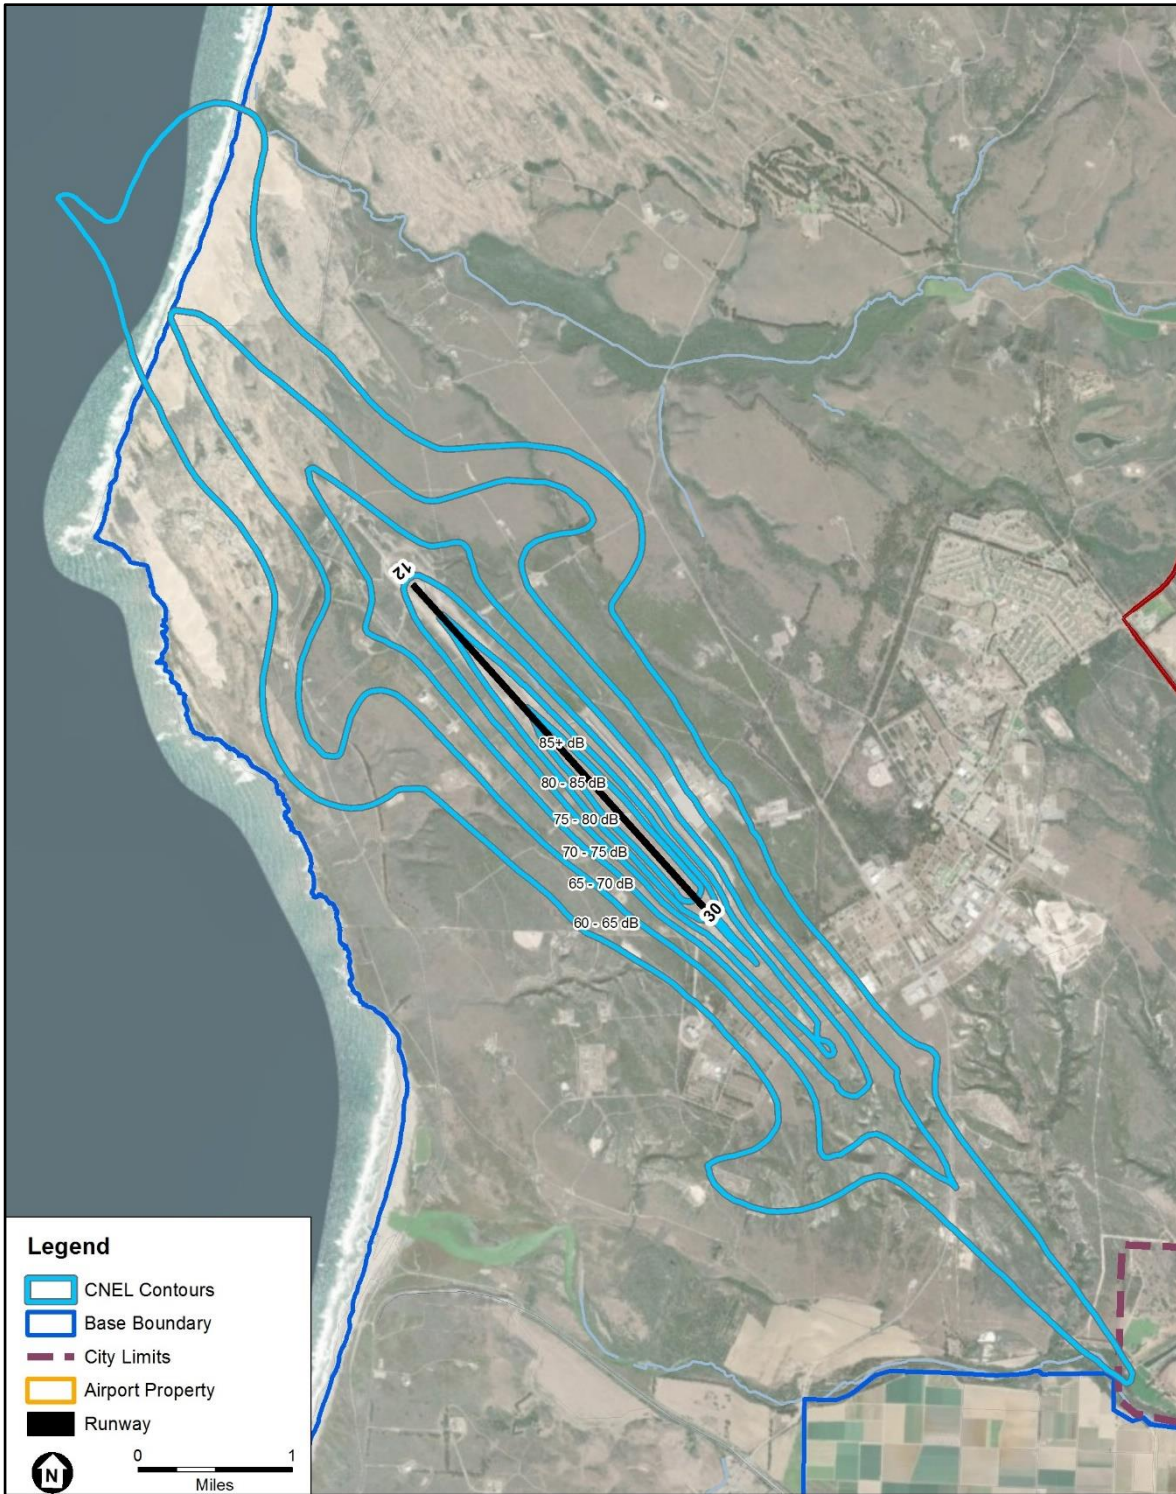 12
85+ dB
80 - 85 dB
75 - 80 dB
70 - 75 dB
65 - 70 dB
60 - 65 dB
30
Legend
CNEL Contours
Base Boundary
City Limits
Airport Property
Runway
N
0 1
Miles